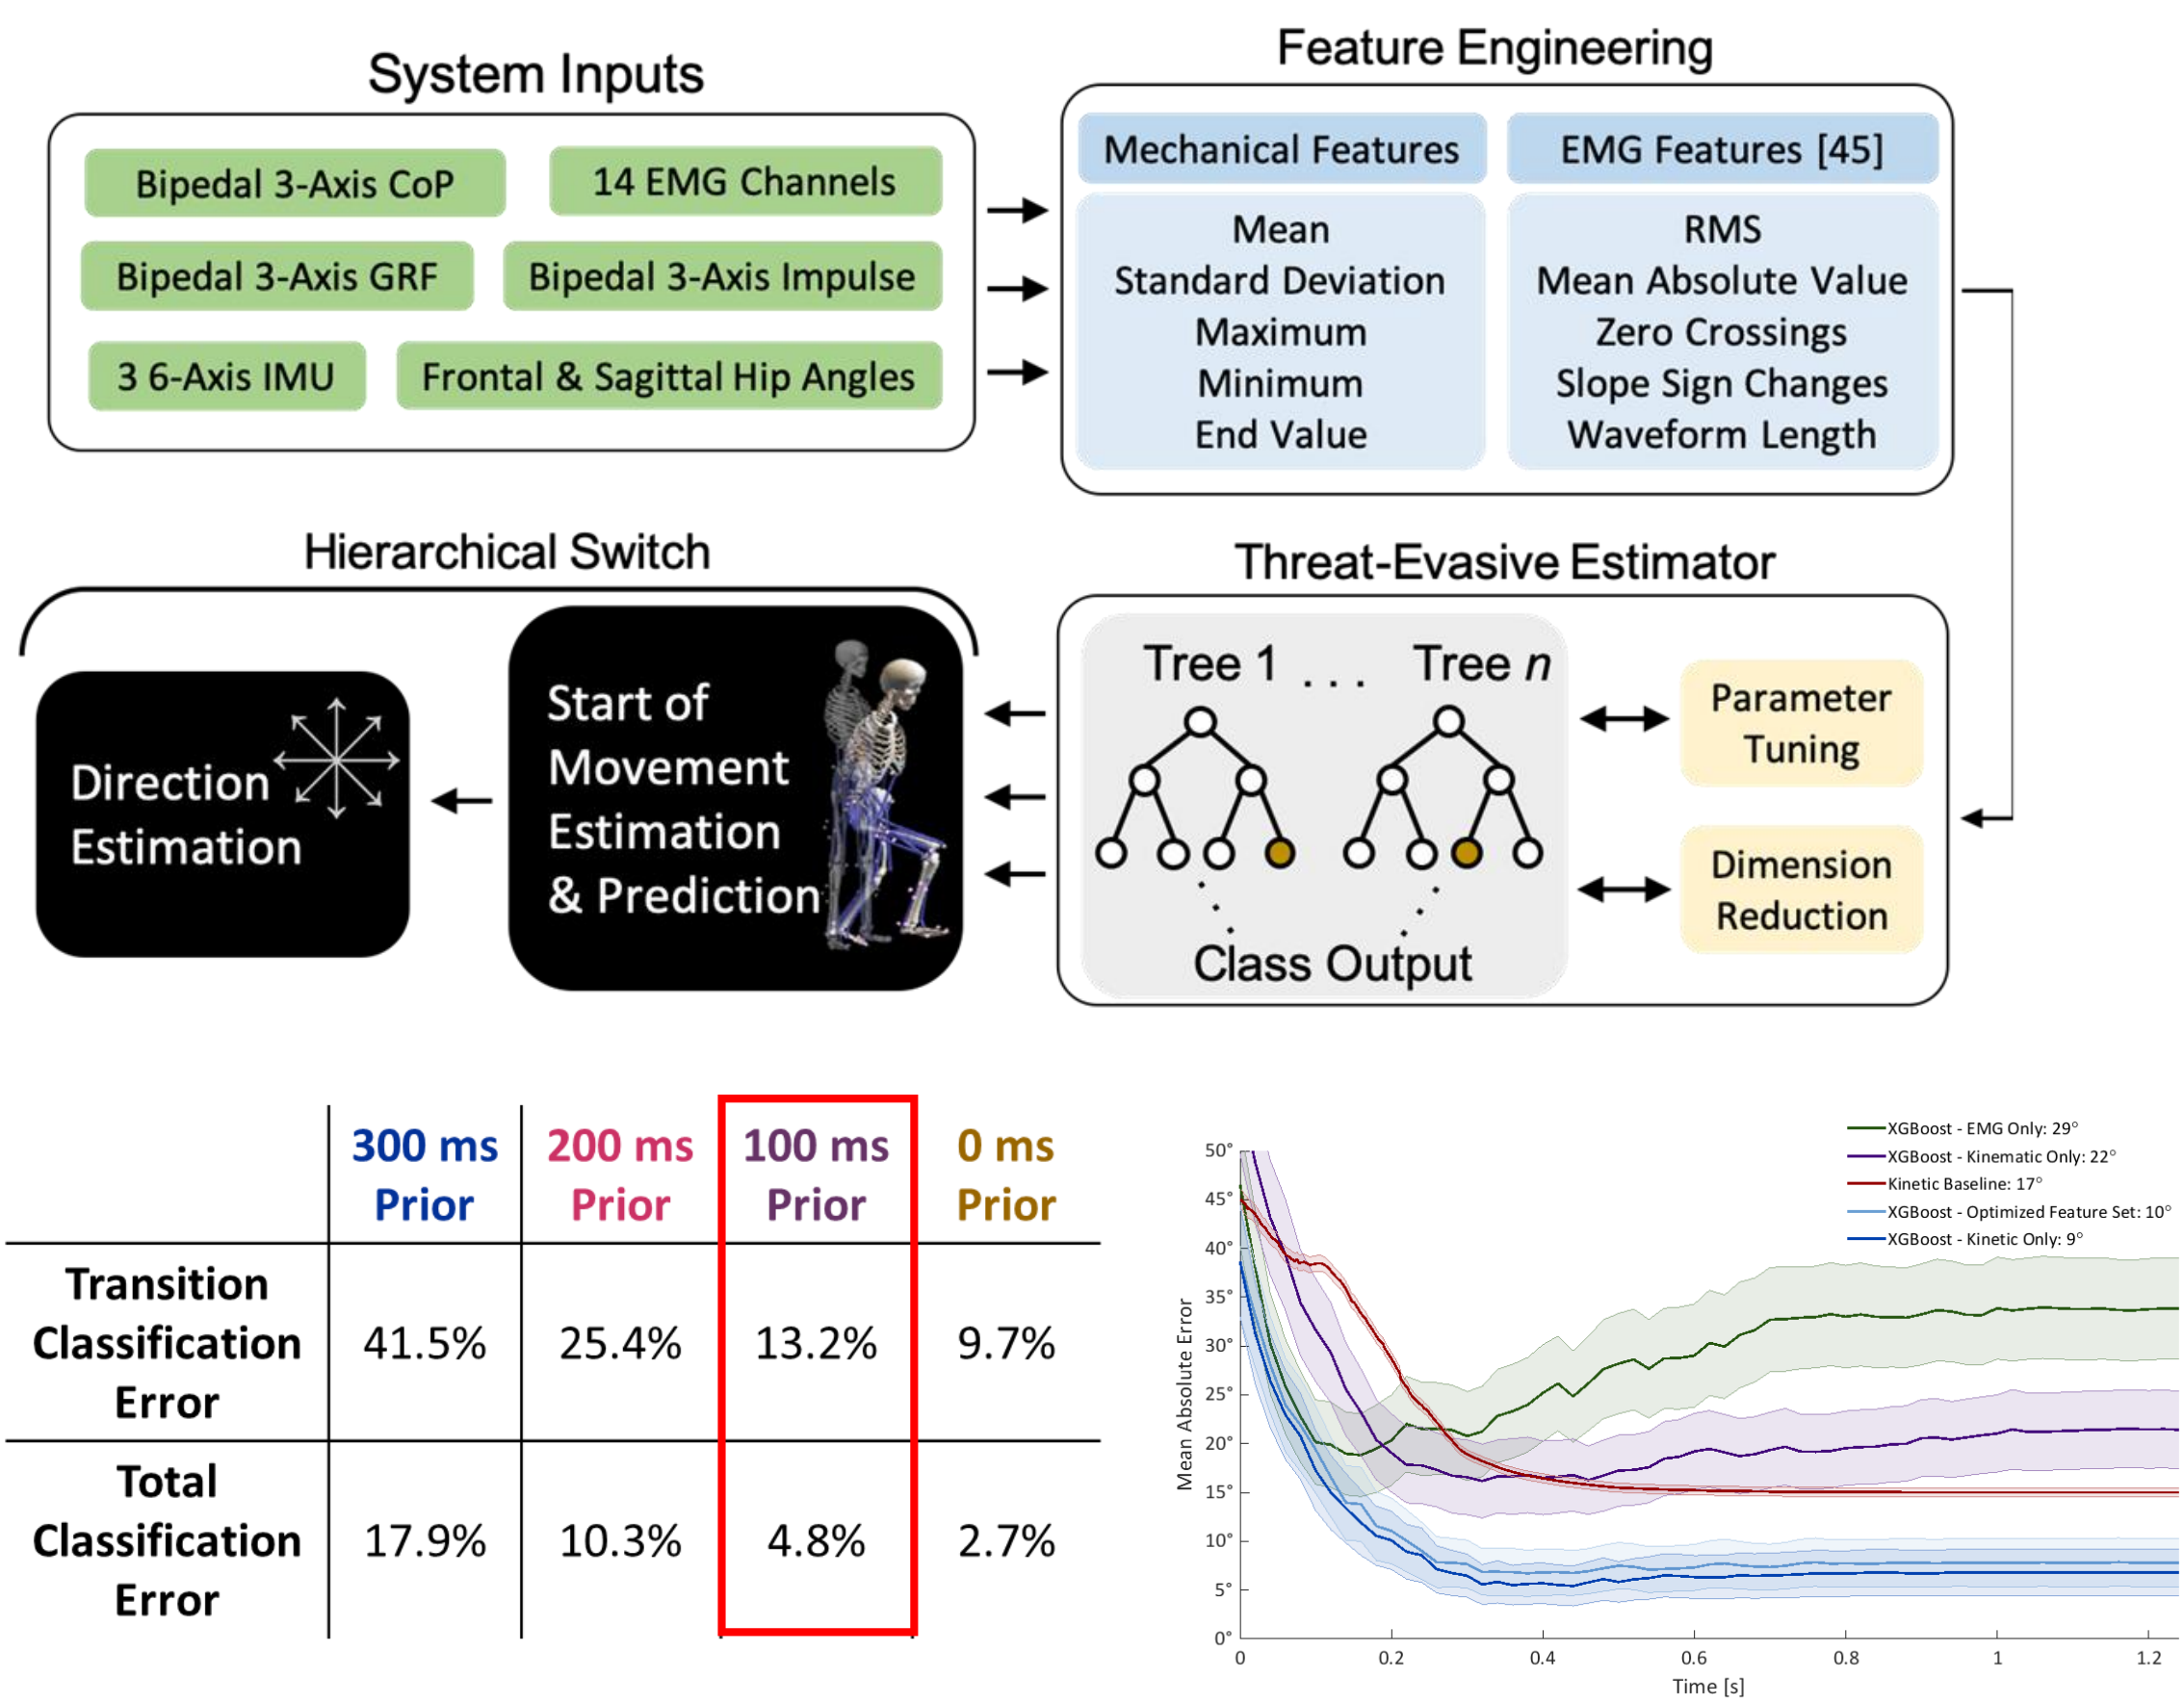 System Inputs
Bipedal 3-Axis CoP
14 EMG Channels
Bipedal 3-Axis GRF
Bipedal 3-Axis Impulse
3 6-Axis IMU
Frontal & Sagittal Hip Angles
Feature Engineering
Mechanical Features
EMG Features [45]
Mean
Standard Deviation
Maximum
Minimum
End Value
RMS
Mean Absolute Value
Zero Crossings
Slope Sign Changes
Waveform Length
Hierarchical Switch
Direction
Estimation
Start of
Movement
Estimation
& Prediction
Threat-Evasive Estimator
Tree 1 . . . Tree n
Class Output
Parameter
Tuning
Dimension
Reduction
300 ms
Prior
200 ms
Prior
100 ms
Prior
0 ms
Prior
Transition
Classification
Error
41.5%
25.4%
13.2%
9.7%
Total
Classification
Error
17.9%
10.3%
4.8%
2.7%
XGBoost - EMG Only: 29°
XGBoost - Kinematic Only: 22°
Kinetic Baseline: 17°
XGBoost - Optimized Feature Set: 10°
XGBoost - Kinetic Only: 9°
Mean Absolute Error
50°
45°
40°
35°
30°
25°
20°
15°
10°
5°
0°
0
0.2
0.4
0.6
0.8
1
1.2
Time [s]